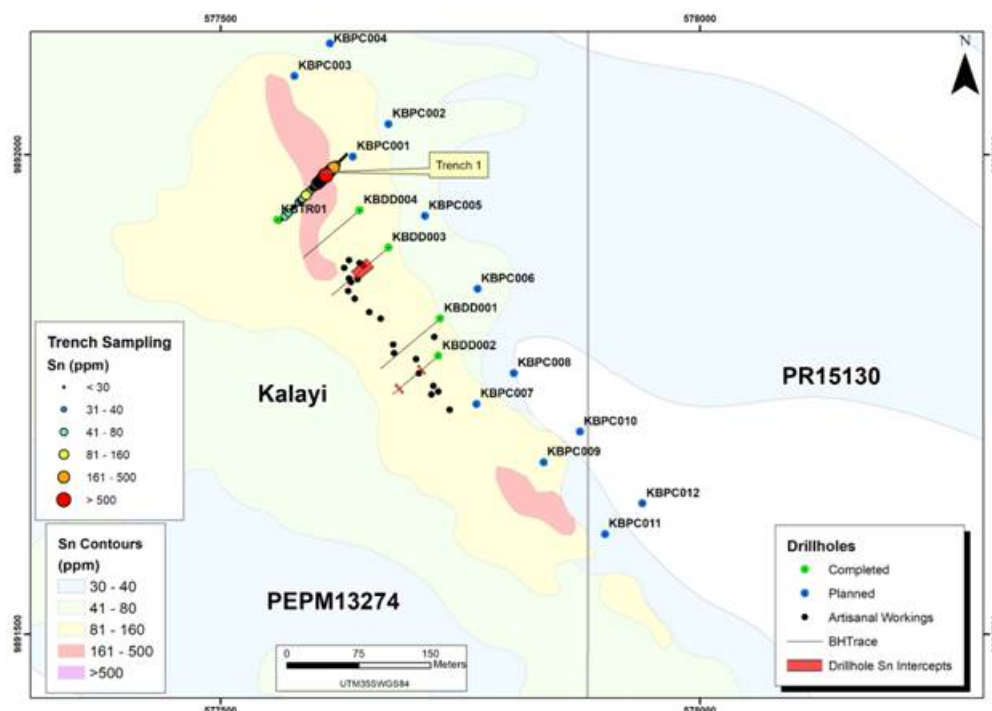 577500
578000
N
KBPC004
KBPC003
KBPC002
KBPC001
9892000
Trench 1
KBTR01
KBDD004
KBPC005
KBDD003
KBPC006
KBDD001
KBDD002
KBPC008
Kalayi
PR15130
KBPC007
KBPC010
KBPC009
KBPC012
KBPC011
Trench Sampling
Sn (ppm)
< 30
31 - 40
41 - 80
81 - 160
161 - 500
> 500
Sn Contours
(ppm)
30 - 40
41 - 80
81 - 160
161 - 500
>500
PEPM13274
9891500
0 75 150
Meters
UTM35SWGS84
Drillholes
Completed
Planned
Artisanal Workings
BHTrace
Drillhole Sn Intercepts
577500
578000